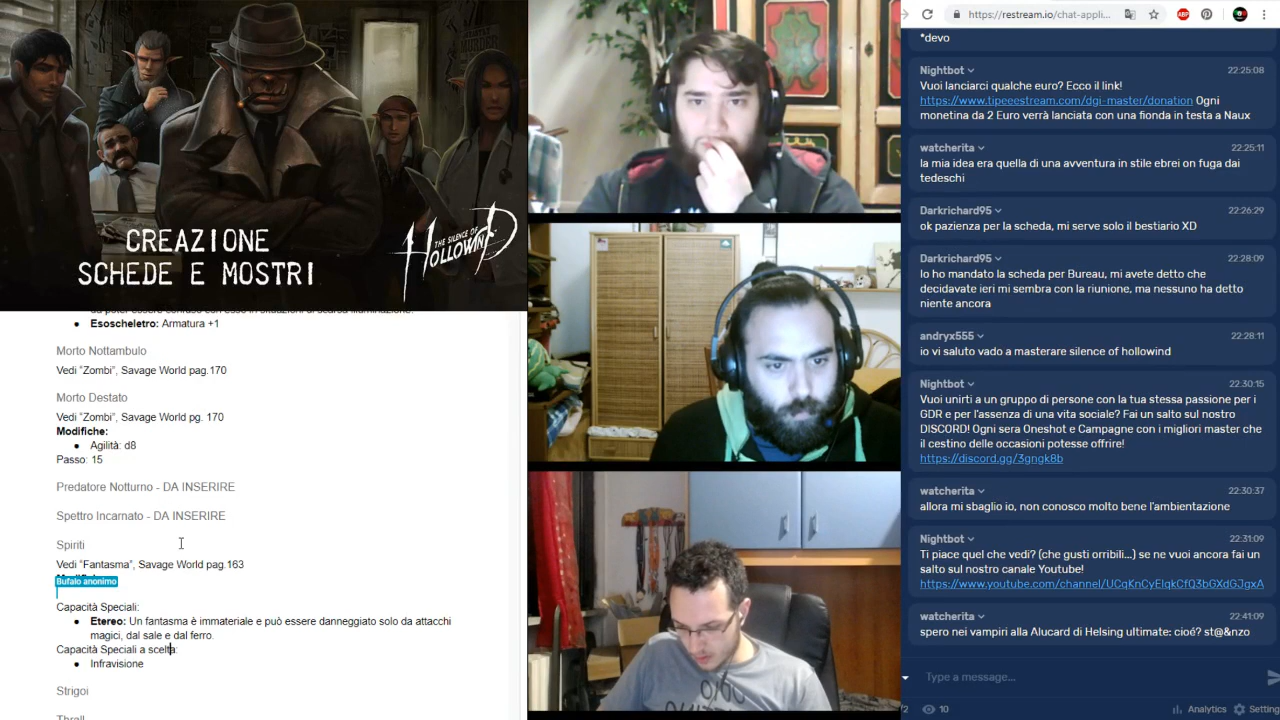 CREAZIONE
SCHEDE E MOSTRI
THE SILENCE OF
HOLLOWIND
Esoscheletro: Armatura +1
Morto Nottambulo
Vedi "Zombi", Savage World pag.170
Morto Destato
Vedi "Zombi", Savage World pg. 170
Modifiche:
Agilità: d8
Passo: 15
Predatore Notturno - DA INSERIRE
Spettro Incarnato - DA INSERIRE
Spiriti
Vedi "Fantasma", Savage World pag.163
Bufalo anonimo
Capacità Speciali:
Etereo: Un fantasma è immateriale e può essere danneggiato solo da attacchi
magici, dal sale e dal ferro.
Capacità Speciali a scelta:
Infravisione
Strigoi
Thrall
https://restream.io/chat-appli...
ABP
*devo
Nightbot 22:25:08
Vuoi lanciarci qualche euro? Ecco il link!
https://www.tipeeestream.com/dgi-master/donation Ogni
monetina da 2 Euro verrà lanciata con una fionda in testa a Naux
watcherita 22:25:11
la mia idea era quella di una avventura in stile ebrei on fuga dai
tedeschi
Darkrichard95 22:26:29
ok pazienza per la scheda, mi serve solo il bestiario XD
Darkrichard95 22:28:09
Io ho mandato la scheda per Bureau, mi avete detto che
decidavate ieri mi sembra con la riunione, ma nessuno ha detto
niente ancora
andryx555 22:28:11
io vi saluto vado a masterare silence of hollowind
Nightbot 22:30:15
Vuoi unirti a un gruppo di persone con la tua stessa passione per i
GDR e per l'assenza di una vita sociale? Fai un salto sul nostro
DISCORD! Ogni sera Oneshot e Campagne con i migliori master che
il cestino delle occasioni potesse offrire!
https://discord.gg/3gngk8b
watcherita 22:30:37
allora mi sbaglio io, non conosco molto bene l'ambientazione
Nightbot 22:31:09
Ti piace quel che vedi? (che gusti orribili...) se ne vuoi ancora fai un
salto sul nostro canale Youtube!
https://www.youtube.com/channel/UCqKnCyElqkCfQ3bGXdGJgxA
watcherita 22:41:09
spero nei vampiri alla Alucard di Helsing ultimate: cioé? st@&nzo
Type a message...
10
Analytics
Setting